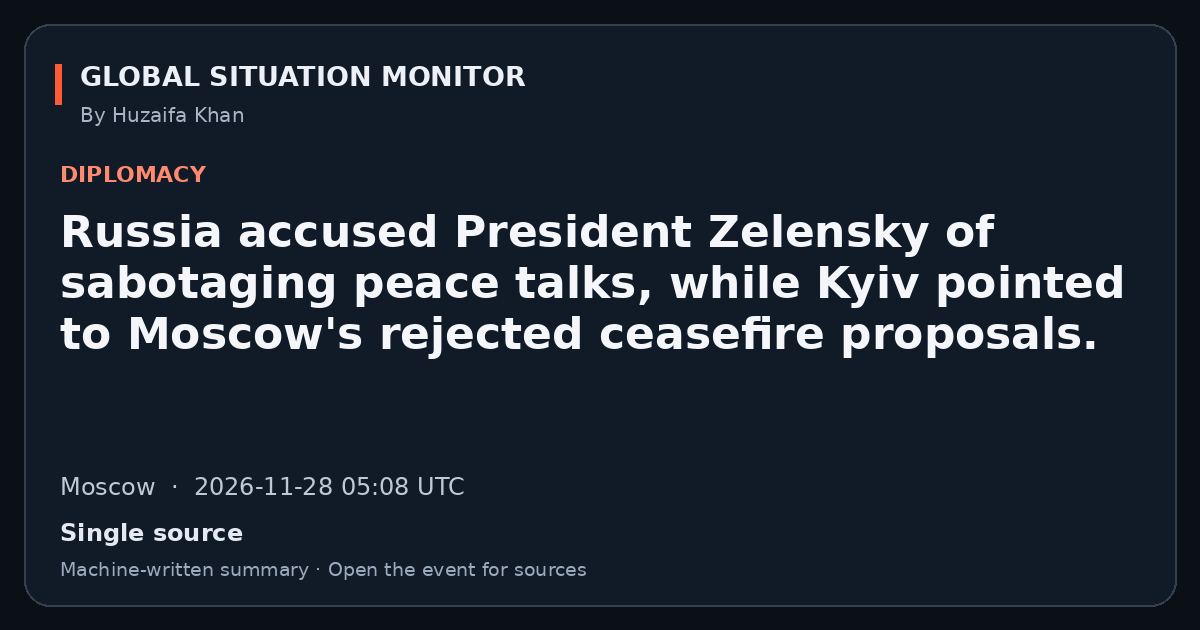 GLOBAL SITUATION MONITOR
By Huzaifa Khan
DIPLOMACY
Russia accused President Zelensky of
sabotaging peace talks, while Kyiv pointed
to Moscow's rejected ceasefire proposals.
Moscow · 2026-11-28 05:08 UTC
Single source
Machine-written summary · Open the event for sources